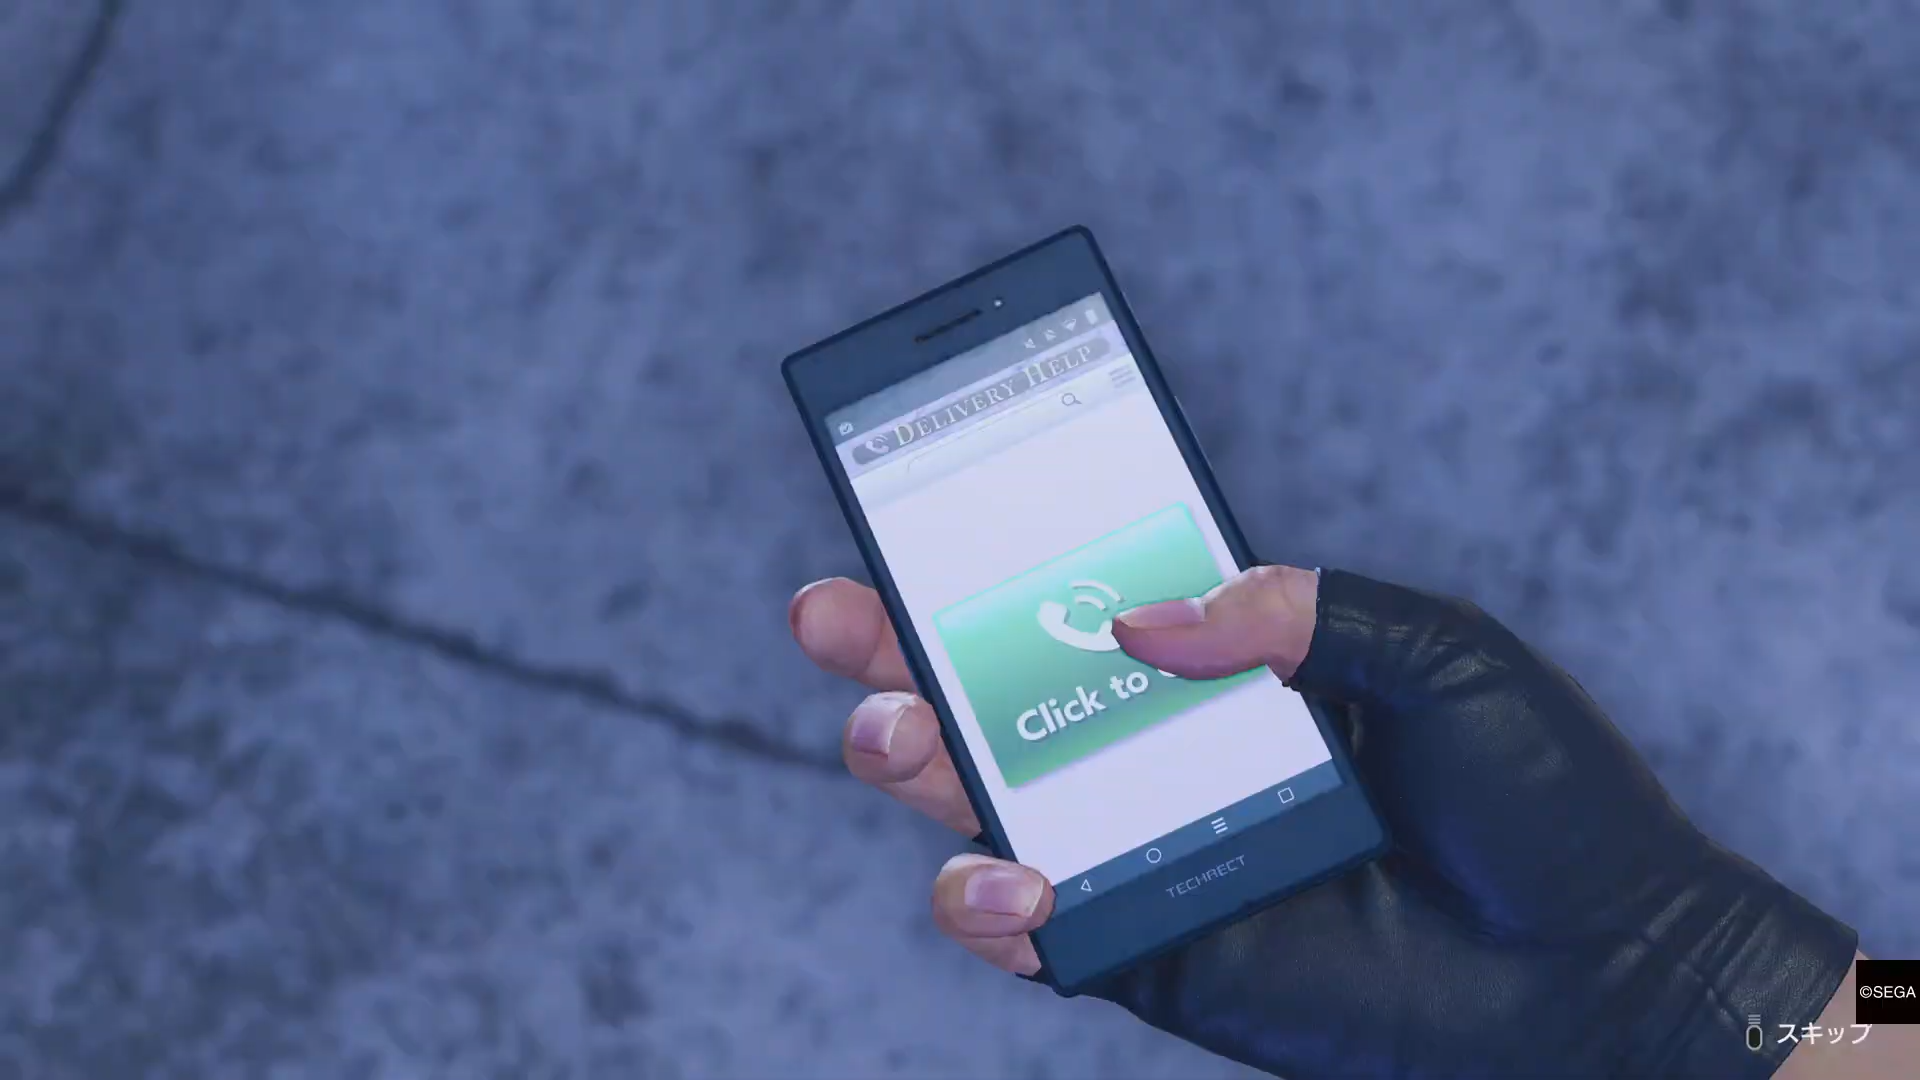 DELIVERY HELP
Click to
TECHRECT
©SEGA
スキップ